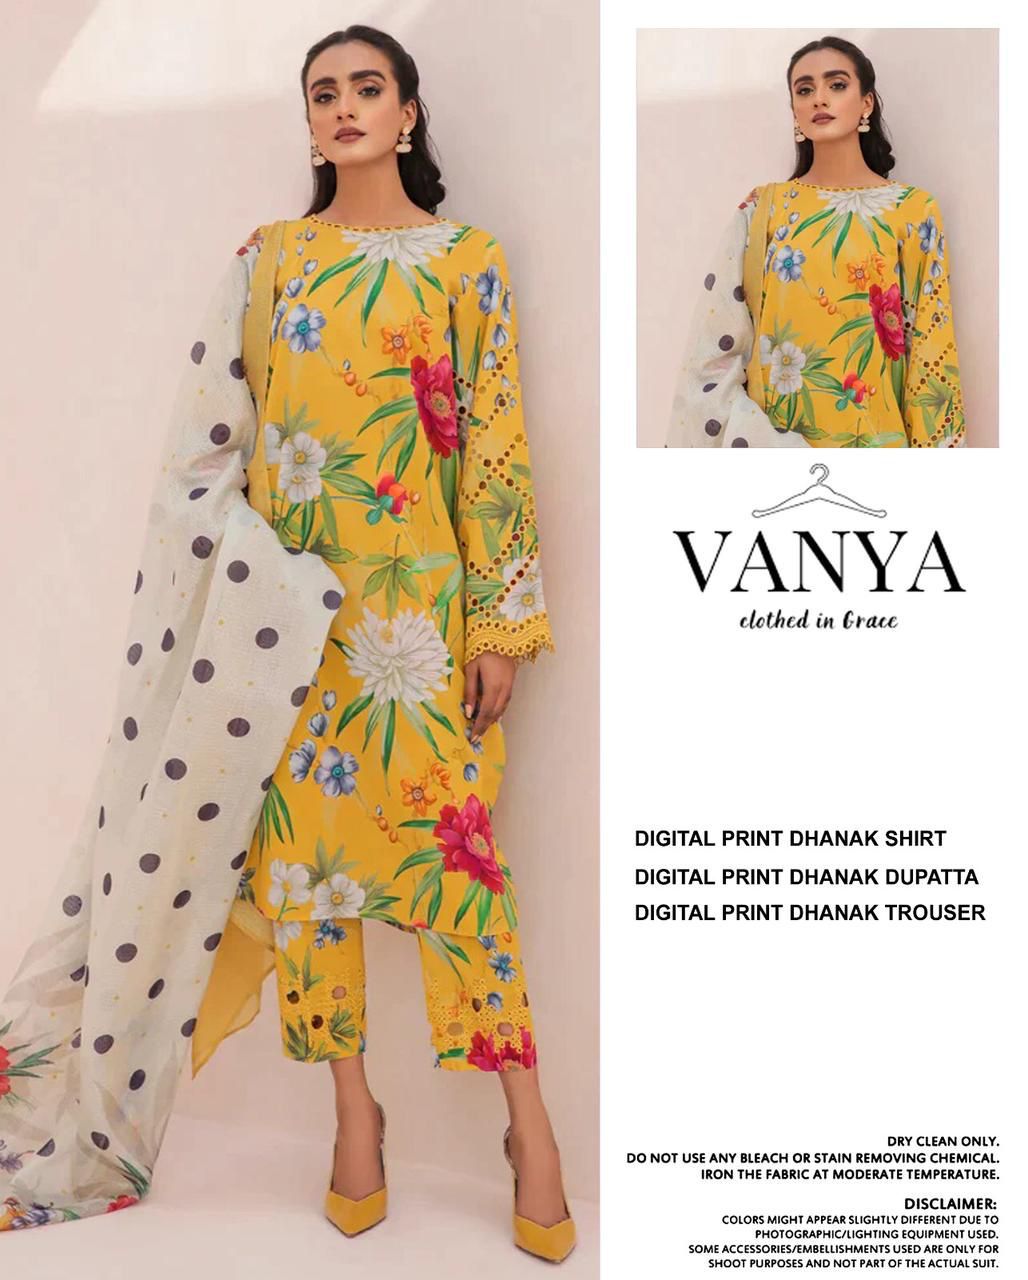 VANYA
clothed in Grace
DIGITAL PRINT DHANAK SHIRT
DIGITAL PRINT DHANAK DUPATTA
DIGITAL PRINT DHANAK TROUSER
DRY CLEAN ONLY.
DO NOT USE ANY BLEACH OR STAIN REMOVING CHEMICAL.
IRON THE FABRIC AT MODERATE TEMPERATURE.
DISCLAIMER:
COLORS MIGHT APPEAR SLIGHTLY DIFFERENT DUE TO
PHOTOGRAPHIC/LIGHTING EQUIPMENT USED.
SOME ACCESSORIES/EMBELLISHMENTS USED ARE ONLY FOR
SHOOT PURPOSES AND NOT PART OF THE ACTUAL SUIT.